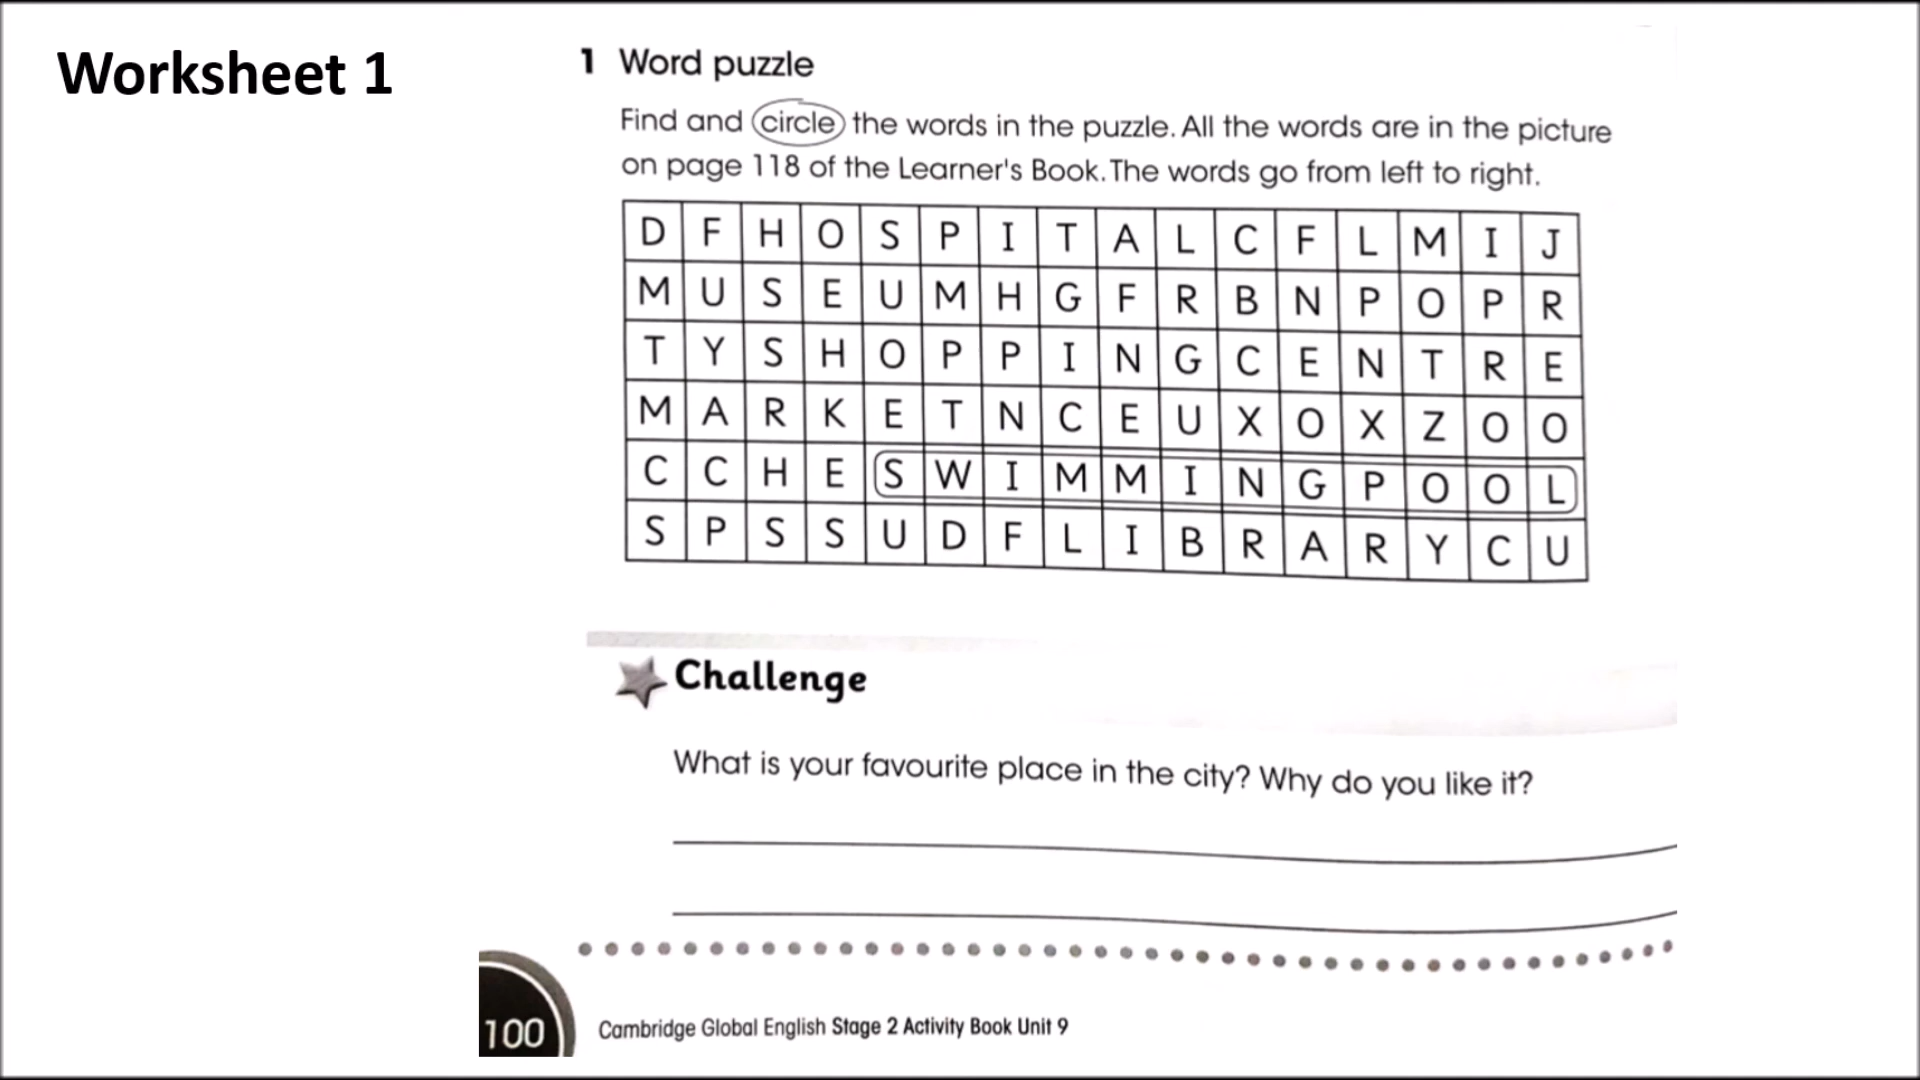 Worksheet 1
1 Word puzzle
Find and circle the words in the puzzle. All the words are in the picture
on page 118 of the Learner's Book. The words go from left to right.
D F H O S P I T A L C F L M I J
M U S E U M H G F R B N P O P R
T Y S H O P P I N G C E N T R E
M A R K E T N C E U X O X Z O O
C C H E S W I M M I N G P O O L
S P S S U D F L I B R A R Y C U
Challenge
What is your favourite place in the city? Why do you like it?
100
Cambridge Global English Stage 2 Activity Book Unit 9